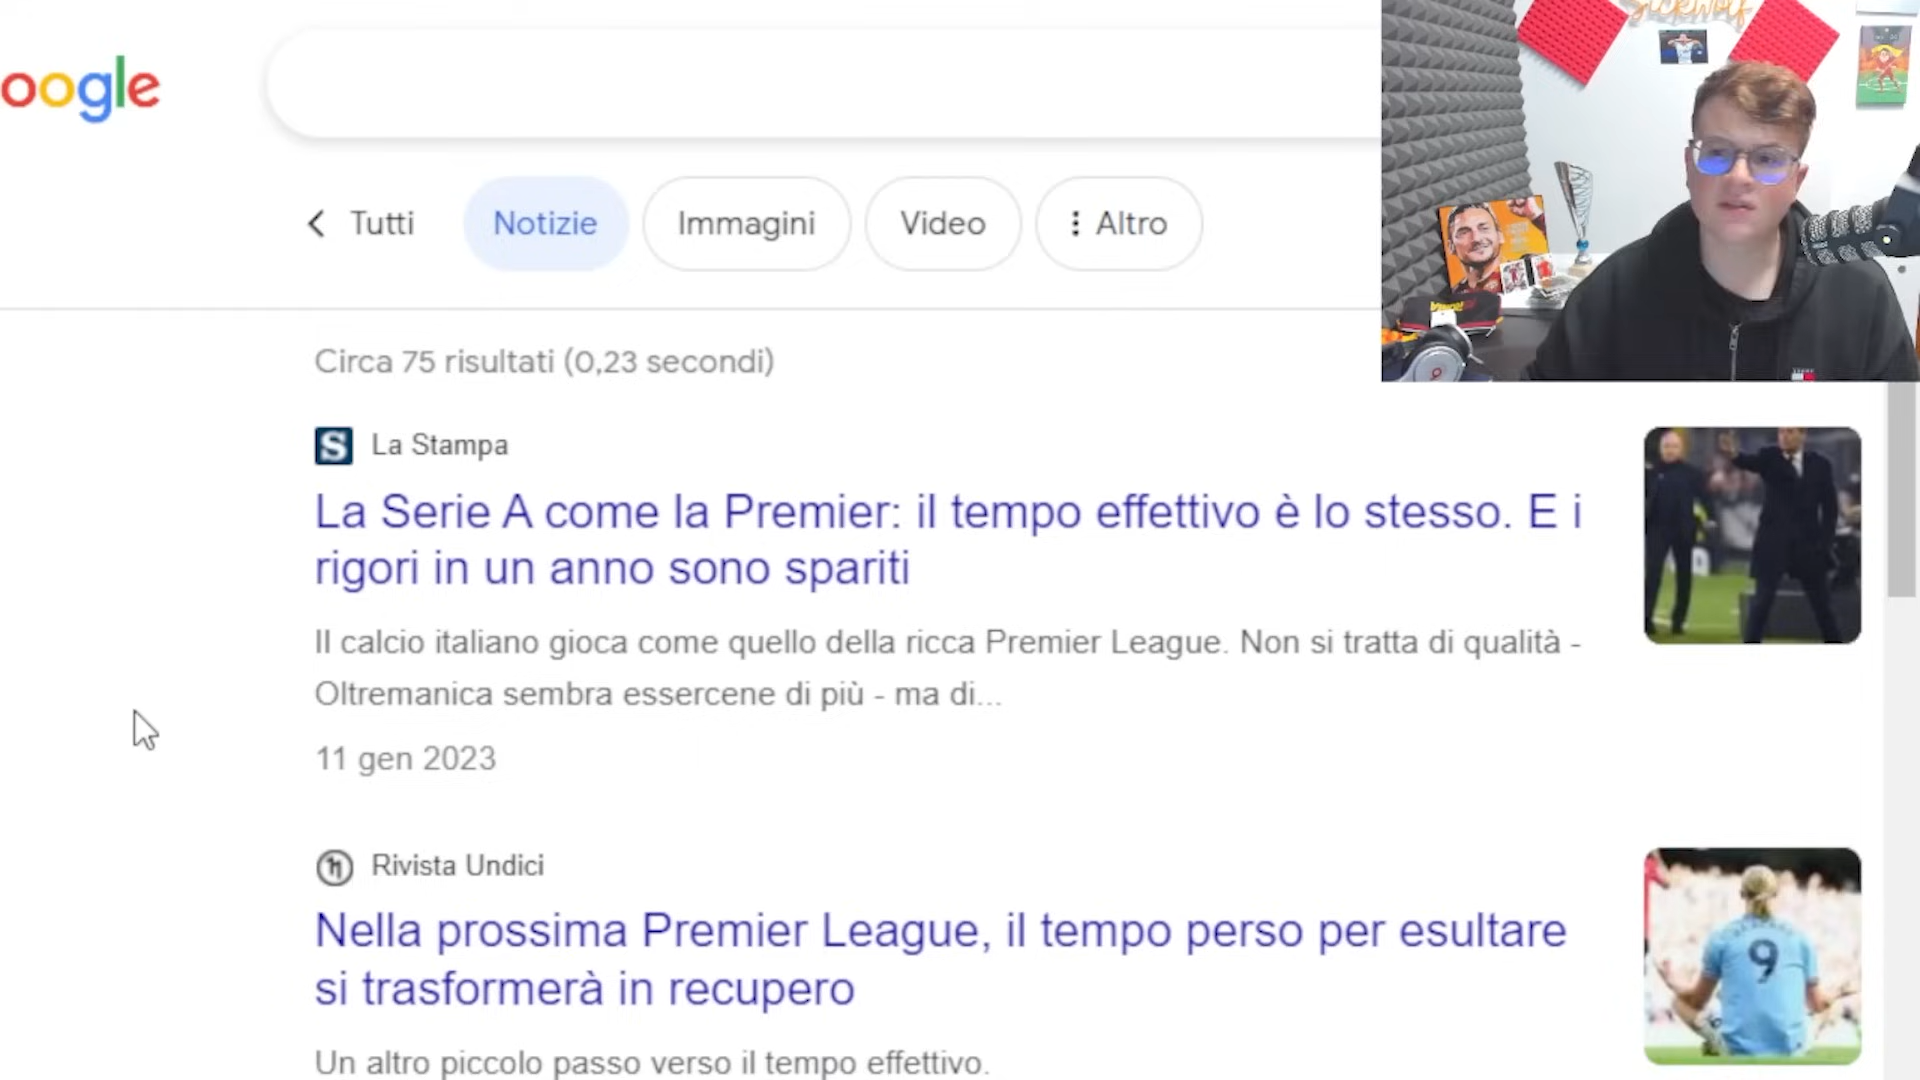 oogle
Tutti
Notizie
Immagini
Video
Altro
Circa 75 risultati (0,23 secondi)
La Stampa
La Serie A come la Premier: il tempo effettivo è lo stesso. E i
rigori in un anno sono spariti
Il calcio italiano gioca come quello della ricca Premier League. Non si tratta di qualità -
Oltremanica sembra essercene di più - ma di...
11 gen 2023
Rivista Undici
Nella prossima Premier League, il tempo perso per esultare
si trasformerà in recupero
Un altro piccolo passo verso il tempo effettivo.
9